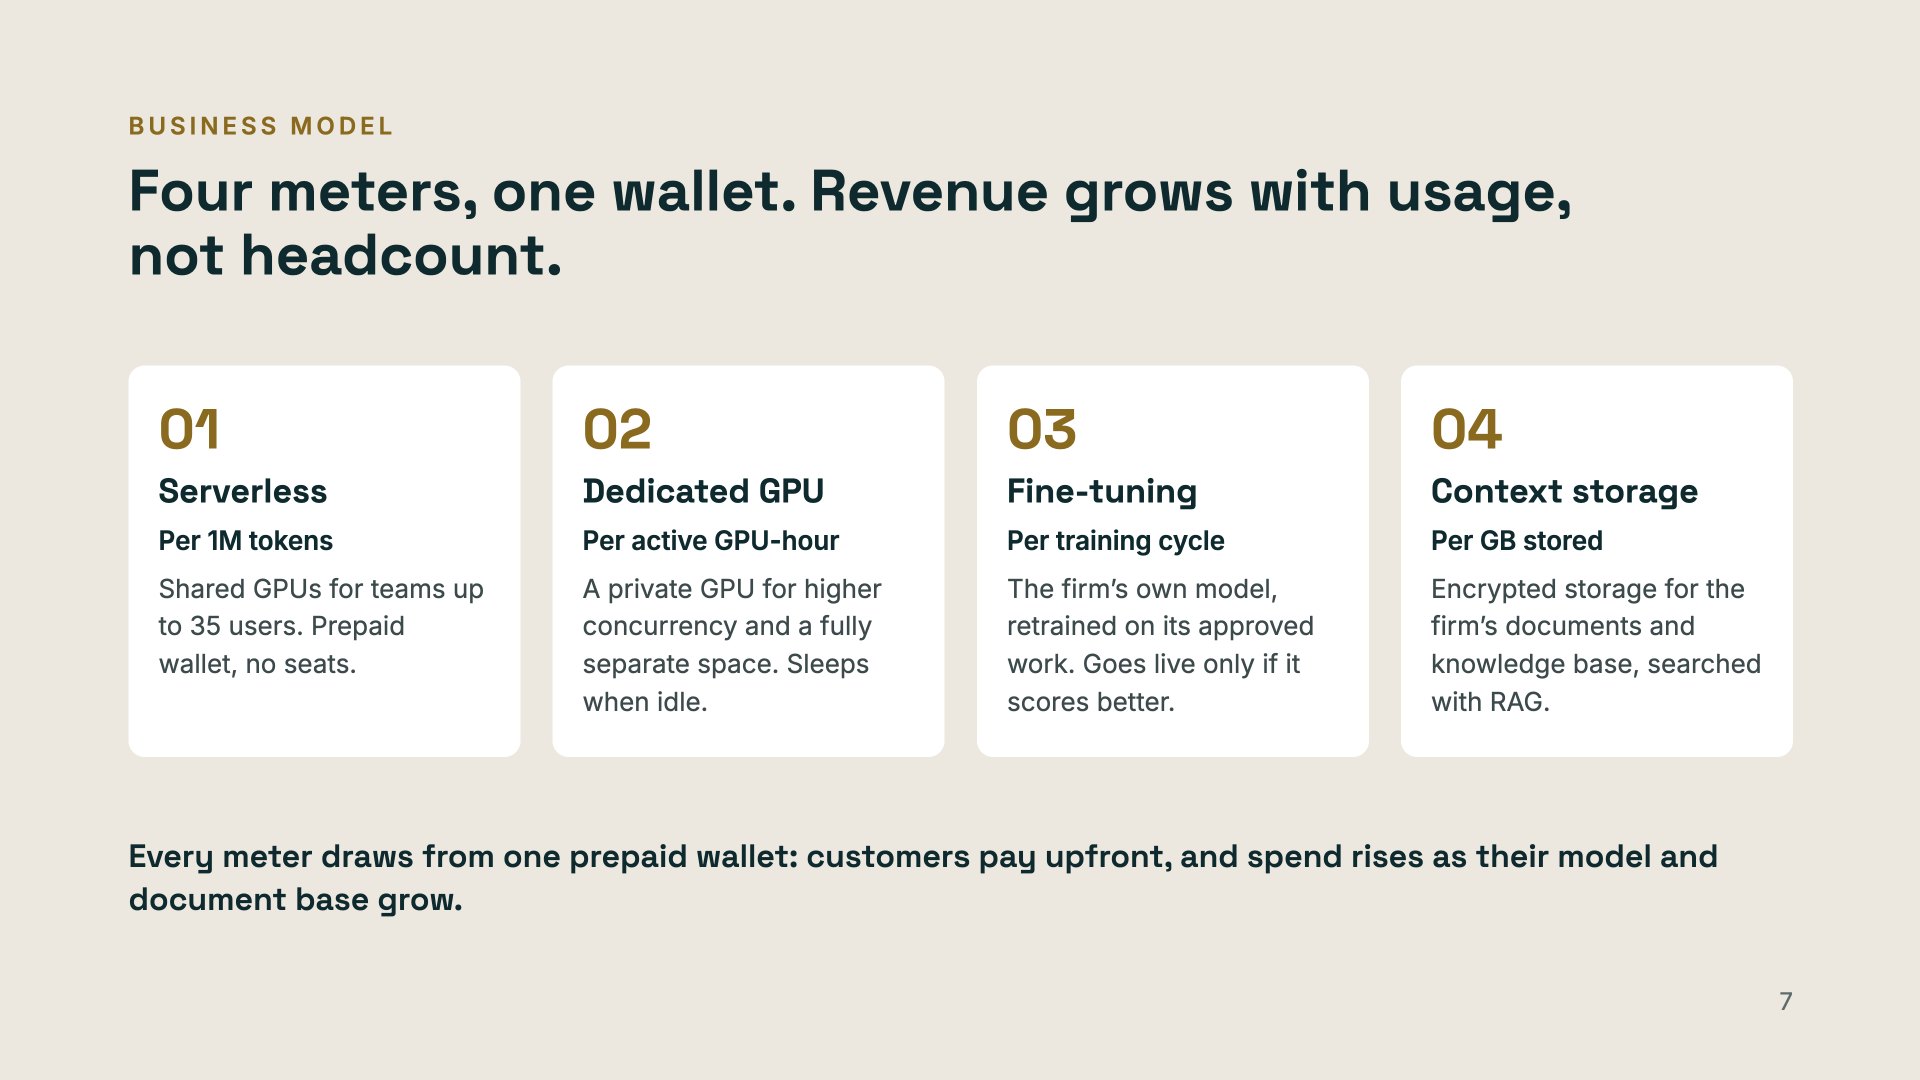 BUSINESS MODEL
Four meters, one wallet. Revenue grows with usage,
not headcount.
01
Serverless
Per 1M tokens
Shared GPUs for teams up
to 35 users. Prepaid
wallet, no seats.
02
Dedicated GPU
Per active GPU-hour
A private GPU for higher
concurrency and a fully
separate space. Sleeps
when idle.
03
Fine-tuning
Per training cycle
The firm’s own model,
retrained on its approved
work. Goes live only if it
scores better.
04
Context storage
Per GB stored
Encrypted storage for the
firm’s documents and
knowledge base, searched
with RAG.
Every meter draws from one prepaid wallet: customers pay upfront, and spend rises as their model and
document base grow.
7